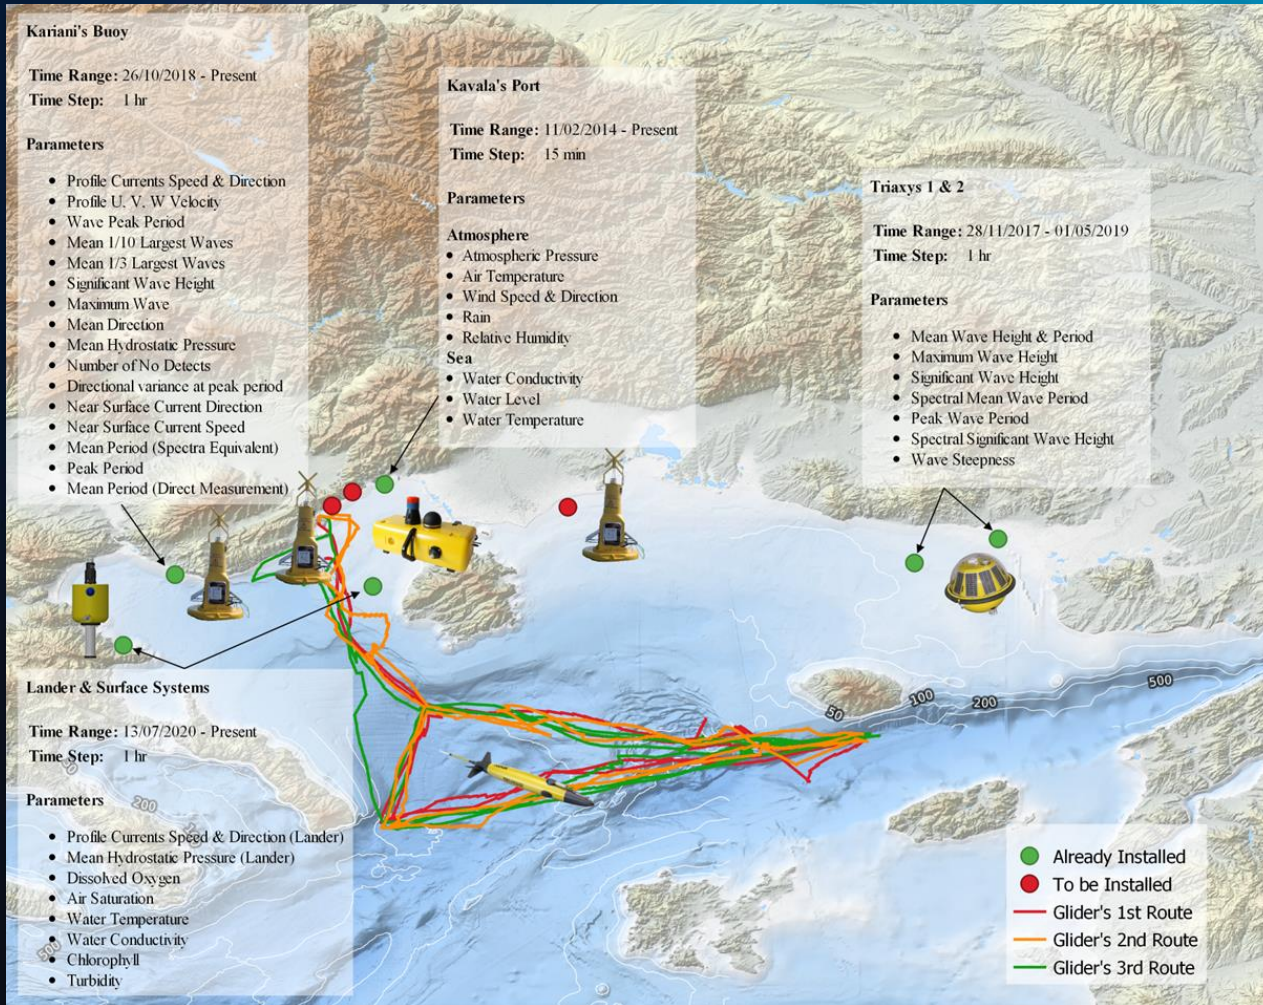 Kariani's Buoy
Time Range: 26/10/2018 - Present
Time Step: 1 hr
Parameters
• Profile Currents Speed & Direction
• Profile U, V, W Velocity
• Wave Peak Period
• Mean 1/10 Largest Waves
• Mean 1/3 Largest Waves
• Significant Wave Height
• Maximum Wave
• Mean Direction
• Mean Hydrostatic Pressure
• Number of No Detects
• Directional variance at peak period
• Near Surface Current Direction
• Near Surface Current Speed
• Mean Period (Spectra Equivalent)
• Peak Period
• Mean Period (Direct Measurement)
Kavala's Port
Time Range: 11/02/2014 - Present
Time Step: 15 min
Parameters
Atmosphere
• Atmospheric Pressure
• Air Temperature
• Wind Speed & Direction
• Rain
• Relative Humidity
Sea
• Water Conductivity
• Water Level
• Water Temperature
Triaxys 1 & 2
Time Range: 28/11/2017 - 01/05/2019
Time Step: 1 hr
Parameters
• Mean Wave Height & Period
• Maximum Wave Height
• Significant Wave Height
• Spectral Mean Wave Period
• Peak Wave Period
• Spectral Significant Wave Height
• Wave Steepness
Lander & Surface Systems
Time Range: 13/07/2020 - Present
Time Step: 1 hr
Parameters
• Profile Currents Speed & Direction (Lander)
• Mean Hydrostatic Pressure (Lander)
• Dissolved Oxygen
• Air Saturation
• Water Temperature
• Water Conductivity
• Chlorophyll
• Turbidity
50
100
200
500
200
500
Already Installed
To be Installed
Glider's 1st Route
Glider's 2nd Route
Glider's 3rd Route